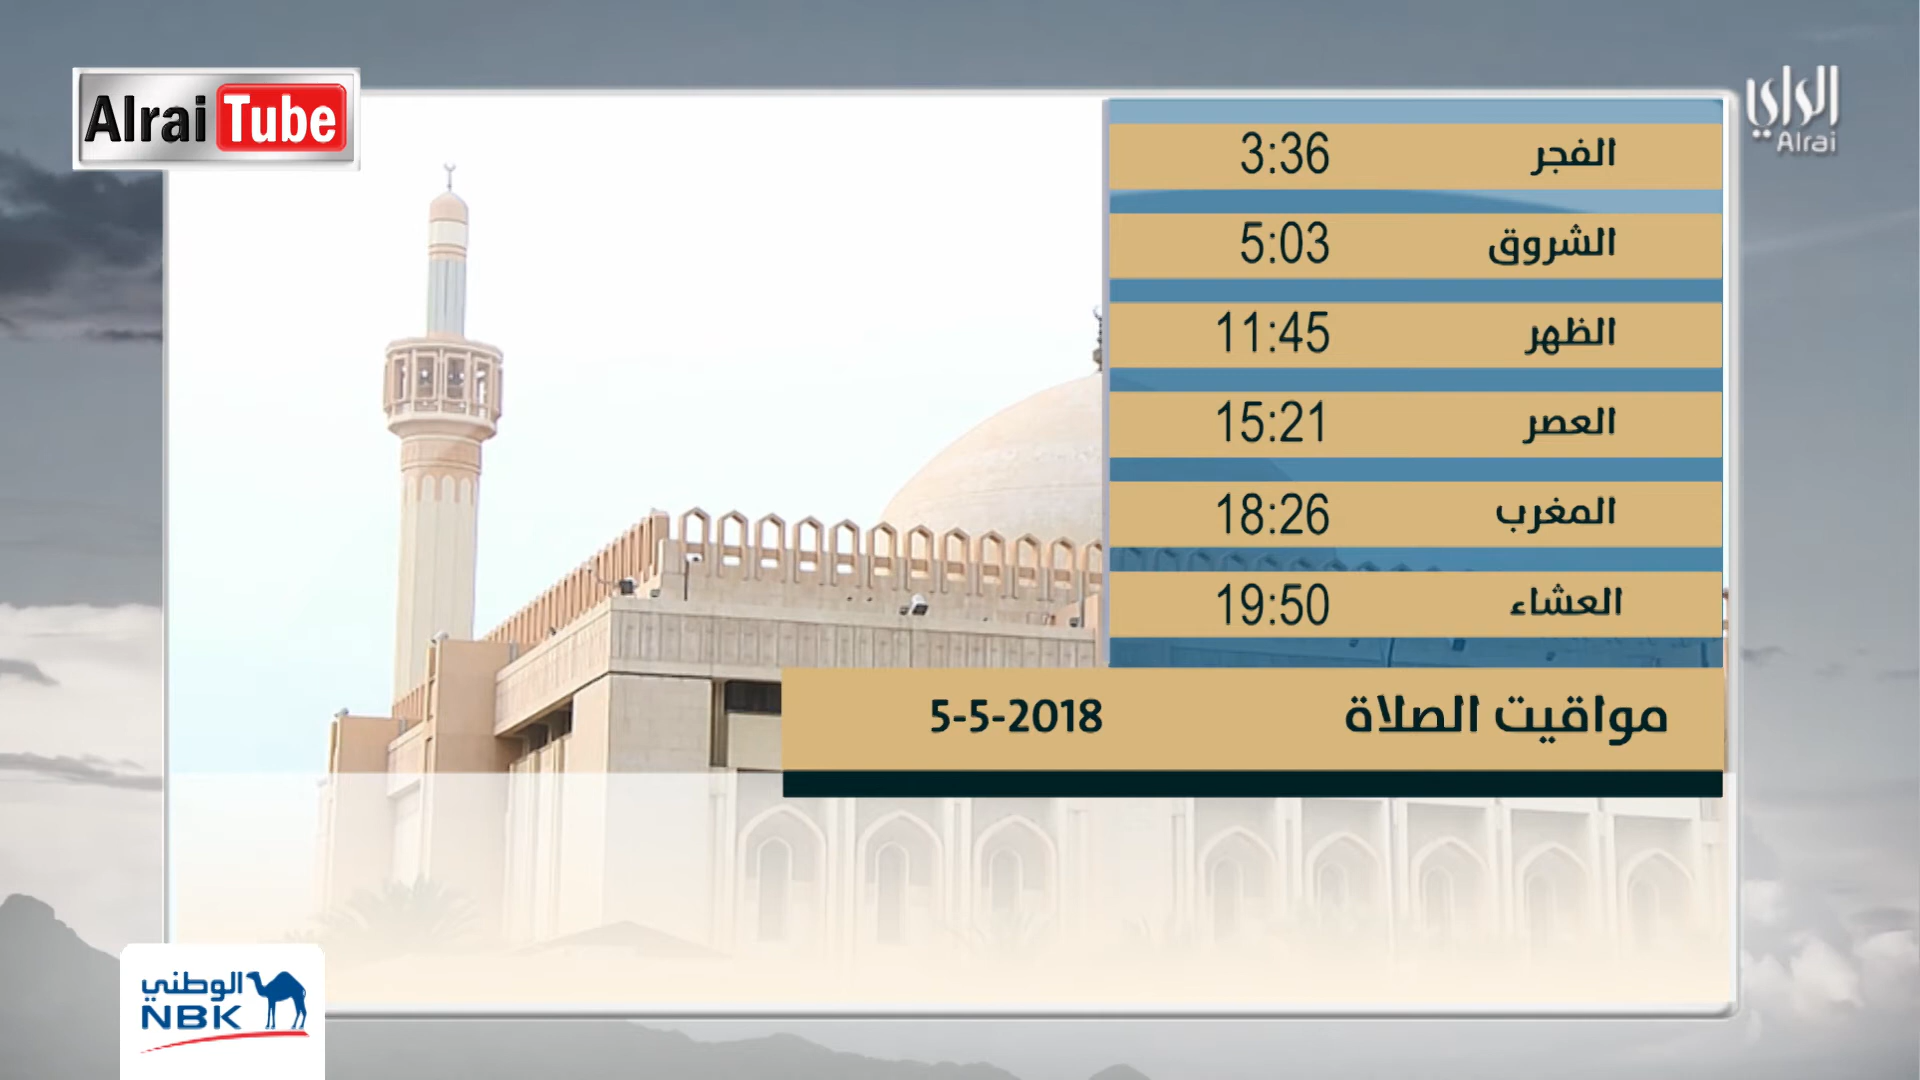 Alrai Tube
الراي
Alrai
الفجر 3:36
الشروق 5:03
الظهر 11:45
العصر 15:21
المغرب 18:26
العشاء 19:50
مواقيت الصلاة 5-5-2018
الوطني
NBK